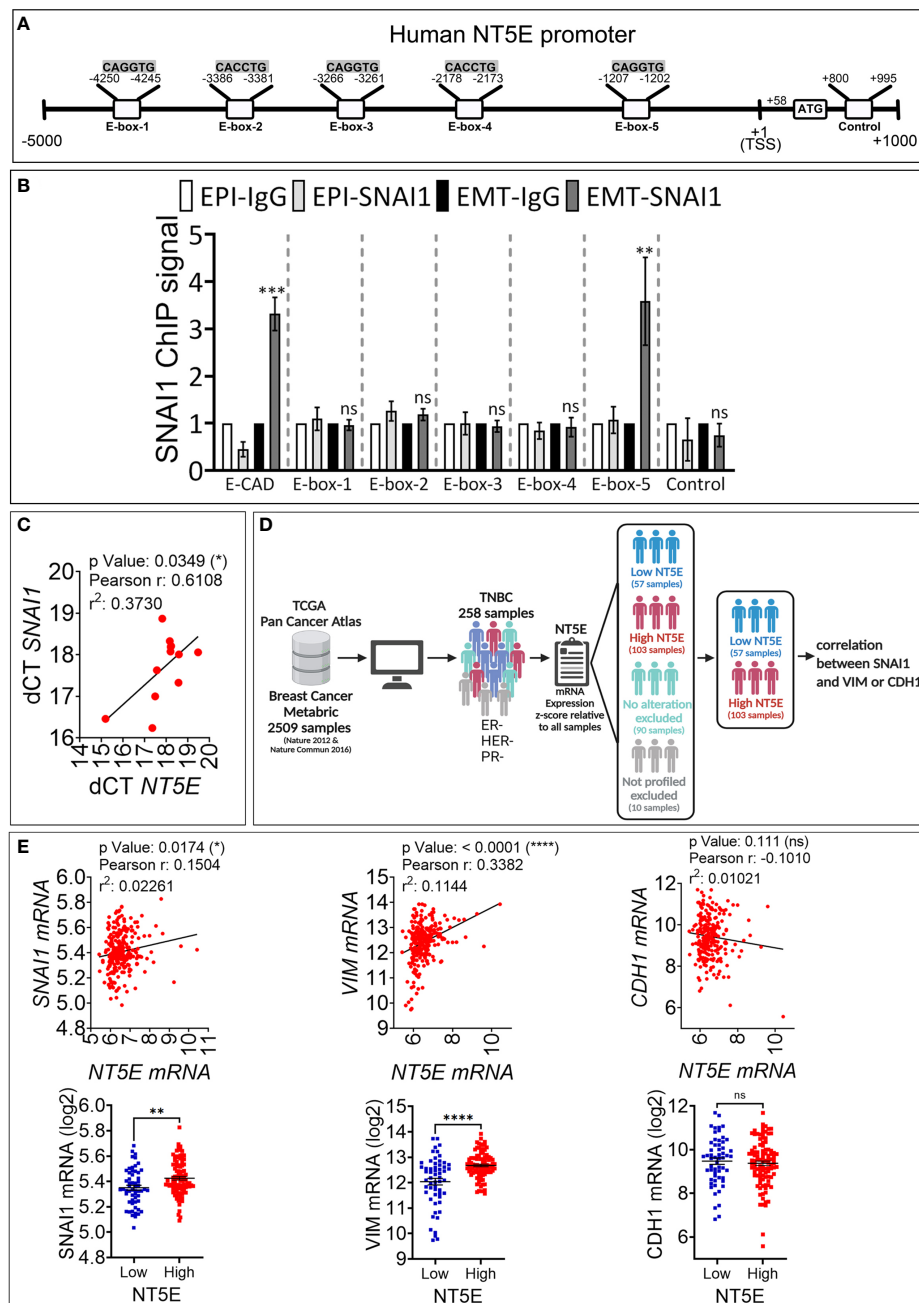 A
Human NT5E promoter
CAGGTG CACCTG CAGGTG CACCTG CAGGTG
-4250 -4245 -3386 -3381 -3266 -3261 -2178 -2173 -1207 -1202 +800 +995
+58 ATG
E-box-1 E-box-2 E-box-3 E-box-4 E-box-5 Control
-5000 +1 (TSS) +1000
B
EPI-IgG EPI-SNAI1 EMT-IgG EMT-SNAI1
SNAI1 ChIP signal
5
4
3
2
1
0
*** ns ns ns ns ** ns
E-CAD E-box-1 E-box-2 E-box-3 E-box-4 E-box-5 Control
C
p Value: 0.0349 (*)
Pearson r: 0.6108
r²: 0.3730
dCT SNAI1
20
19
18
17
16
14 15 16 17 18 19 20
dCT NT5E
D
TCGA
Pan Cancer Atlas
Breast Cancer
Metabric
2509 samples
(Nature 2012 &
Nature Commun 2016)
TNBC
258 samples
ER-
HER-
PR-
NT5E
mRNA
Expression
z-score relative
to all samples
Low NT5E
(57 samples)
High NT5E
(103 samples)
No alteration
excluded
(90 samples)
Not profiled
excluded
(10 samples)
Low NT5E
(57 samples)
High NT5E
(103 samples)
correlation
between SNAI1
and VIM or CDH1
E
p Value: 0.0174 (*)
Pearson r: 0.1504
r²: 0.02261
SNAI1 mRNA
6.0
5.8
5.6
5.4
5.2
5.0
4.8
5 6 7 8 9 10 11
NT5E mRNA
p Value: < 0.0001 (****)
Pearson r: 0.3382
r²: 0.1144
VIM mRNA
15
14
13
12
11
10
9
6 8 10
NT5E mRNA
p Value: 0.111 (ns)
Pearson r: -0.1010
r²: 0.01021
CDH1 mRNA
12
10
8
6
6 8 10
NT5E mRNA
SNAI1 mRNA (log2)
6.0
5.8
5.6
5.4
5.2
5.0
4.8
**
Low High
NT5E
VIM mRNA (log2)
15
14
13
12
11
10
9
****
Low High
NT5E
CDH1 mRNA (log2)
12
10
8
6
ns
Low High
NT5E